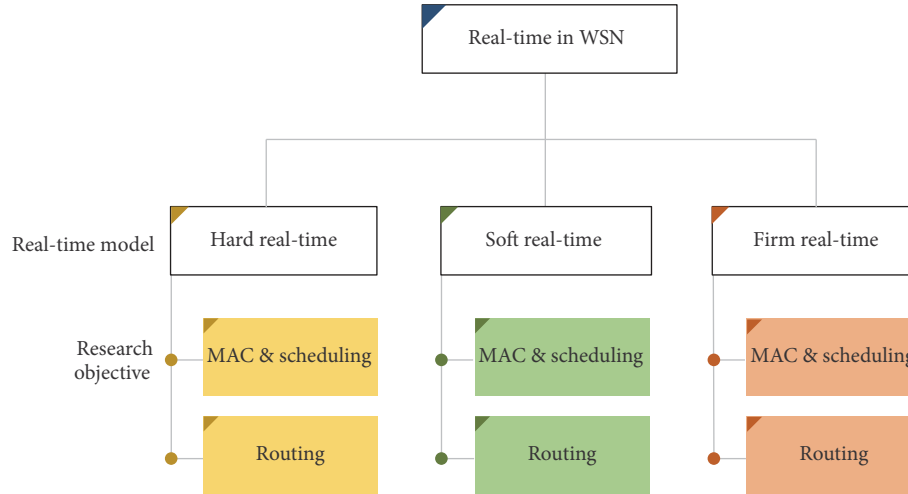 Real-time in WSN
Real-time model
Hard real-time
Soft real-time
Firm real-time
Research
objective
MAC & scheduling
MAC & scheduling
MAC & scheduling
Routing
Routing
Routing